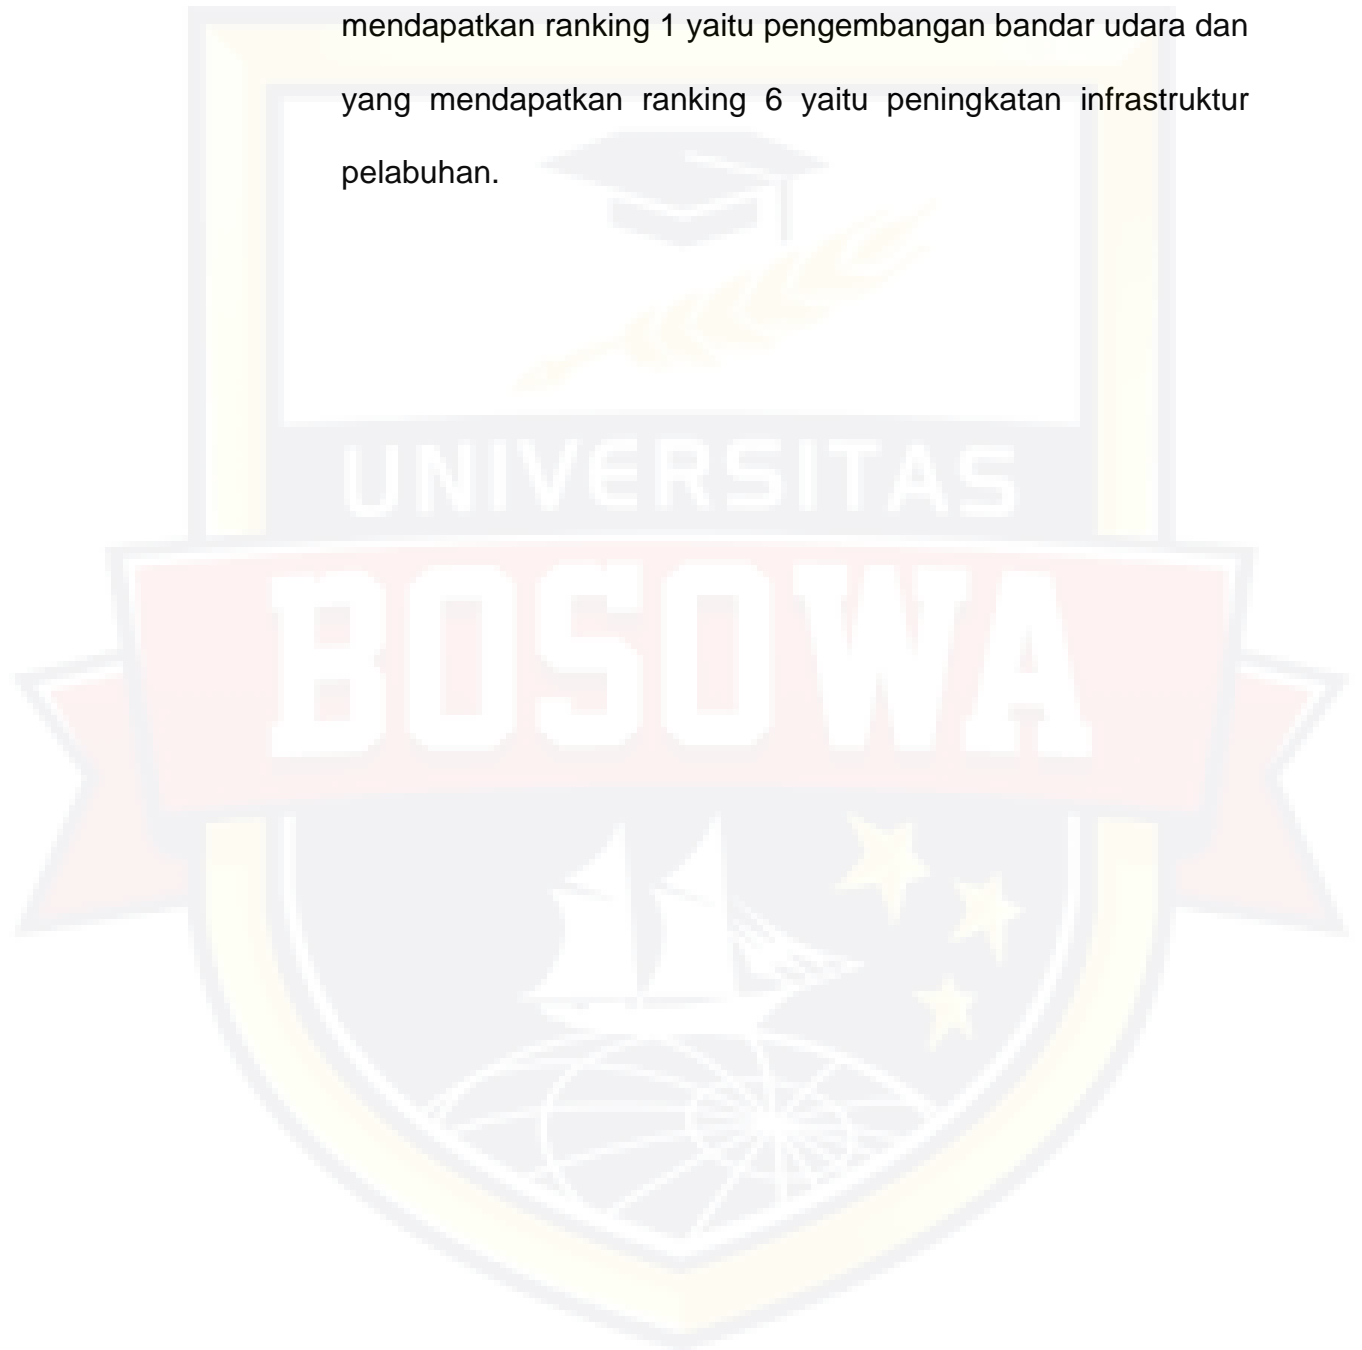 mendapatkan ranking 1 yaitu pengembangan bandar udara dan
yang mendapatkan ranking 6 yaitu peningkatan infrastruktur
pelabuhan.
UNIVERSITAS
BOSOWA